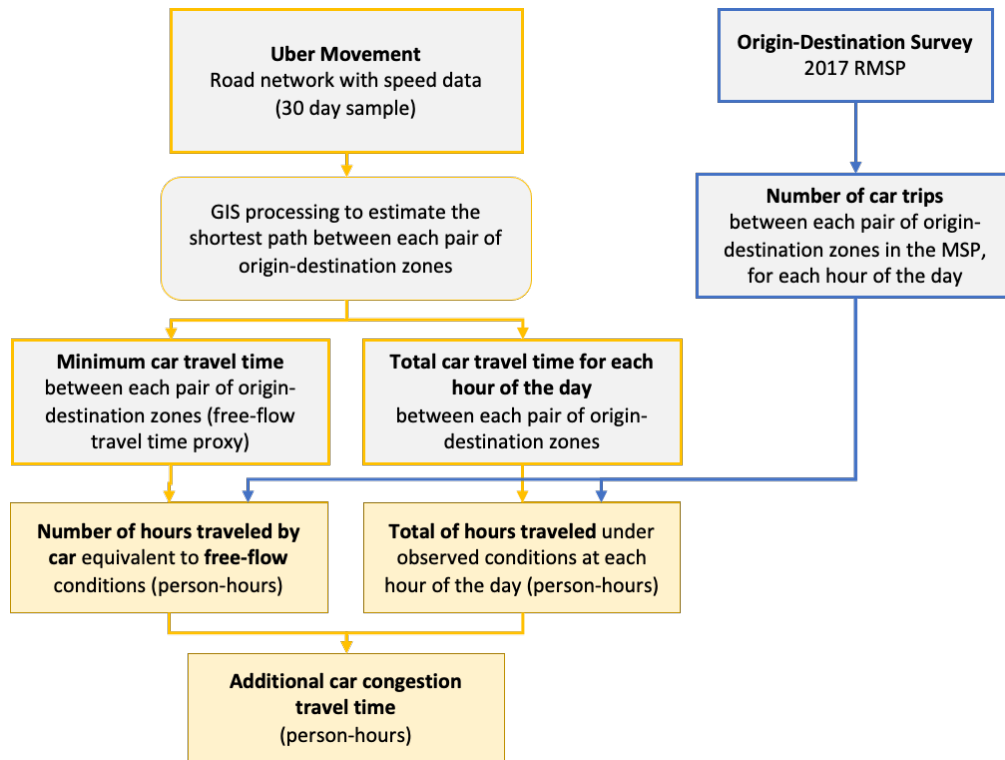 Uber Movement
Road network with speed data
(30 day sample)
Origin-Destination Survey
2017 RMSP
GIS processing to estimate the
shortest path between each pair of
origin-destination zones
Number of car trips
between each pair of origin-
destination zones in the MSP,
for each hour of the day
Minimum car travel time
between each pair of origin-
destination zones (free-flow
travel time proxy)
Total car travel time for each
hour of the day
between each pair of origin-
destination zones
Number of hours traveled by
car equivalent to free-flow
conditions (person-hours)
Total of hours traveled under
observed conditions at each
hour of the day (person-hours)
Additional car congestion
travel time
(person-hours)